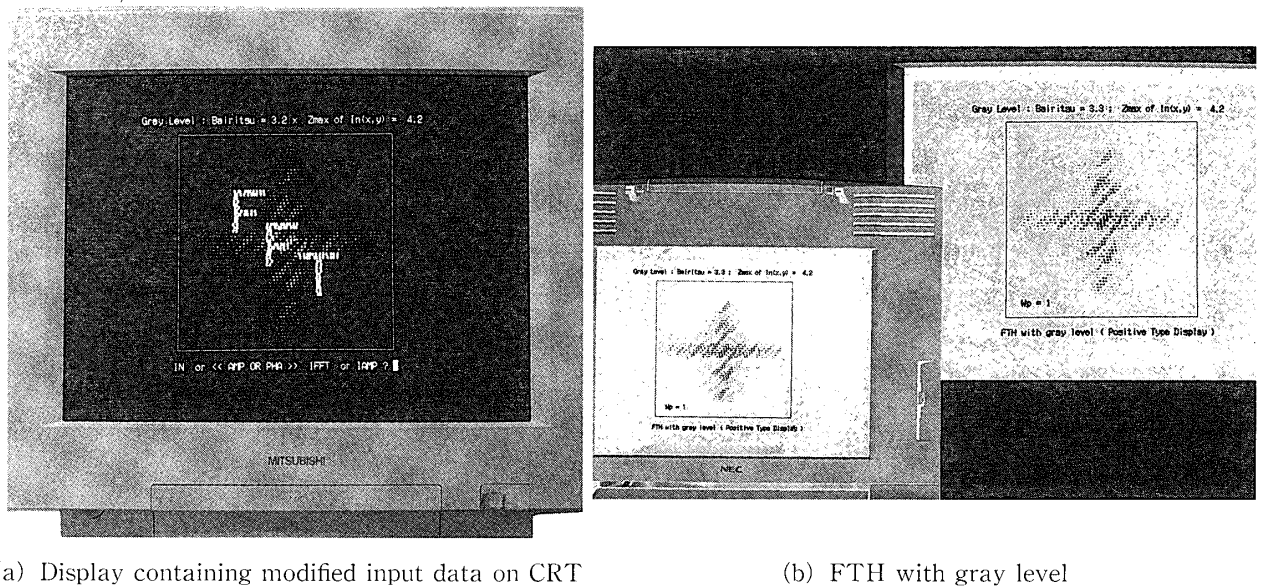 Gray Level : Bairitsu = 3.2 x Zmax of In(x,y) = 4.2
IN or << AMP OR PHA >> IFFT or IAMP ?
MITSUBISHI
Gray Level : Bairitsu = 3.3 : Zmax of In(x,y) = 4.2
Wp = 1
FTH with gray level ( Positive Type Display )
Gray Level : Bairitsu = 3.3 : Zmax of In(x,y) = 4.2
Wp = 1
FTH with gray level ( Positive Type Display )
NEC
a) Display containing modified input data on CRT
(b) FTH with gray level